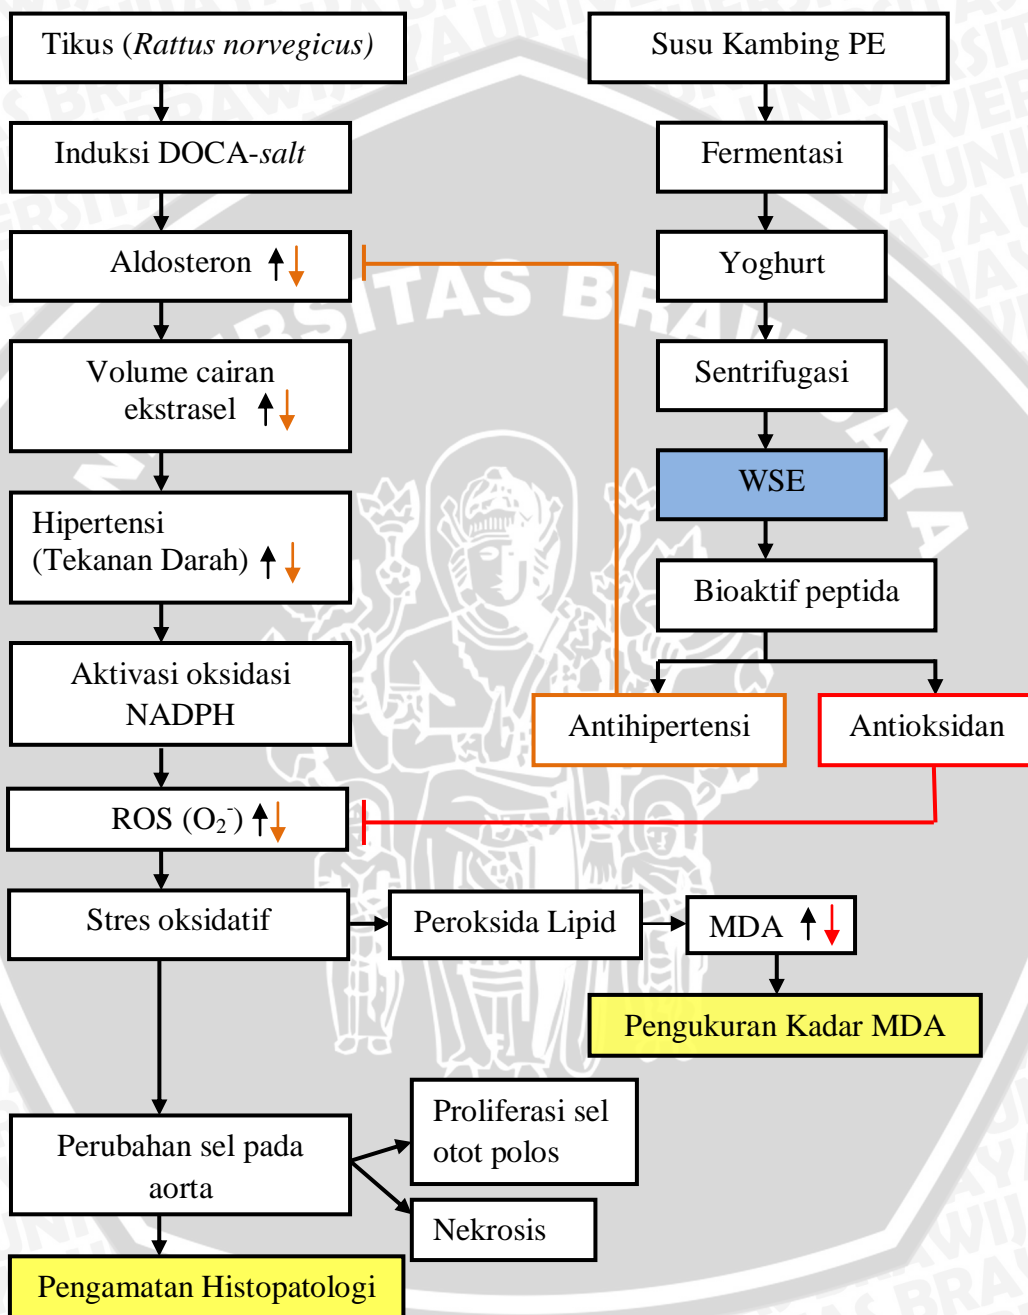 Tikus (Rattus norvegicus)
Induksi DOCA-salt
Aldosteron
Volume cairan
ekstrasel
Hipertensi
(Tekanan Darah)
Aktivasi oksidasi
NADPH
ROS (O₂⁻)
Stres oksidatif
Peroksida Lipid
MDA
Pengukuran Kadar MDA
Perubahan sel pada
aorta
Proliferasi sel
otot polos
Nekrosis
Pengamatan Histopatologi
Susu Kambing PE
Fermentasi
Yoghurt
Sentrifugasi
WSE
Bioaktif peptida
Antihipertensi
Antioksidan